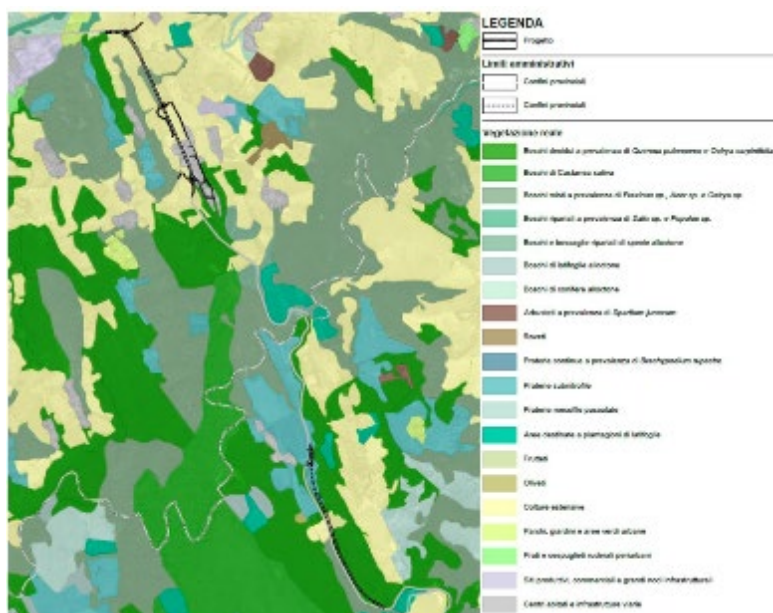 LEGENDA
Progetto
Limiti amministrativi
Confini provinciali
Confini provinciali
Vegetazione reale
Boschi decidui a prevalenza di Quercus pubescens e Ostrya carpinifolia
Boschi di Castanea sativa
Boschi misti a prevalenza di Fraxinus sp., Acer sp. e Ostrya sp.
Boschi ripariali a prevalenza di Salix sp. e Populus sp.
Boschi e boscaglie ripariali di specie alloctone
Boschi di latifoglie alloctone
Boschi di conifere alloctone
Arbusteti a prevalenza di Spartium junceum
Roveti
Praterie continue a prevalenza di Brachypodium rupestre
Praterie subnitrofile
Praterie mesofile pascolate
Aree destinate a piantagioni di latifoglie
Frutteti
Oliveti
Colture estensive
Parchi, giardini e aree verdi urbane
Prati e cespuglieti ruderali periurbani
Siti produttivi, commerciali e grandi nodi infrastrutturali
Centri abitati e infrastrutture viarie